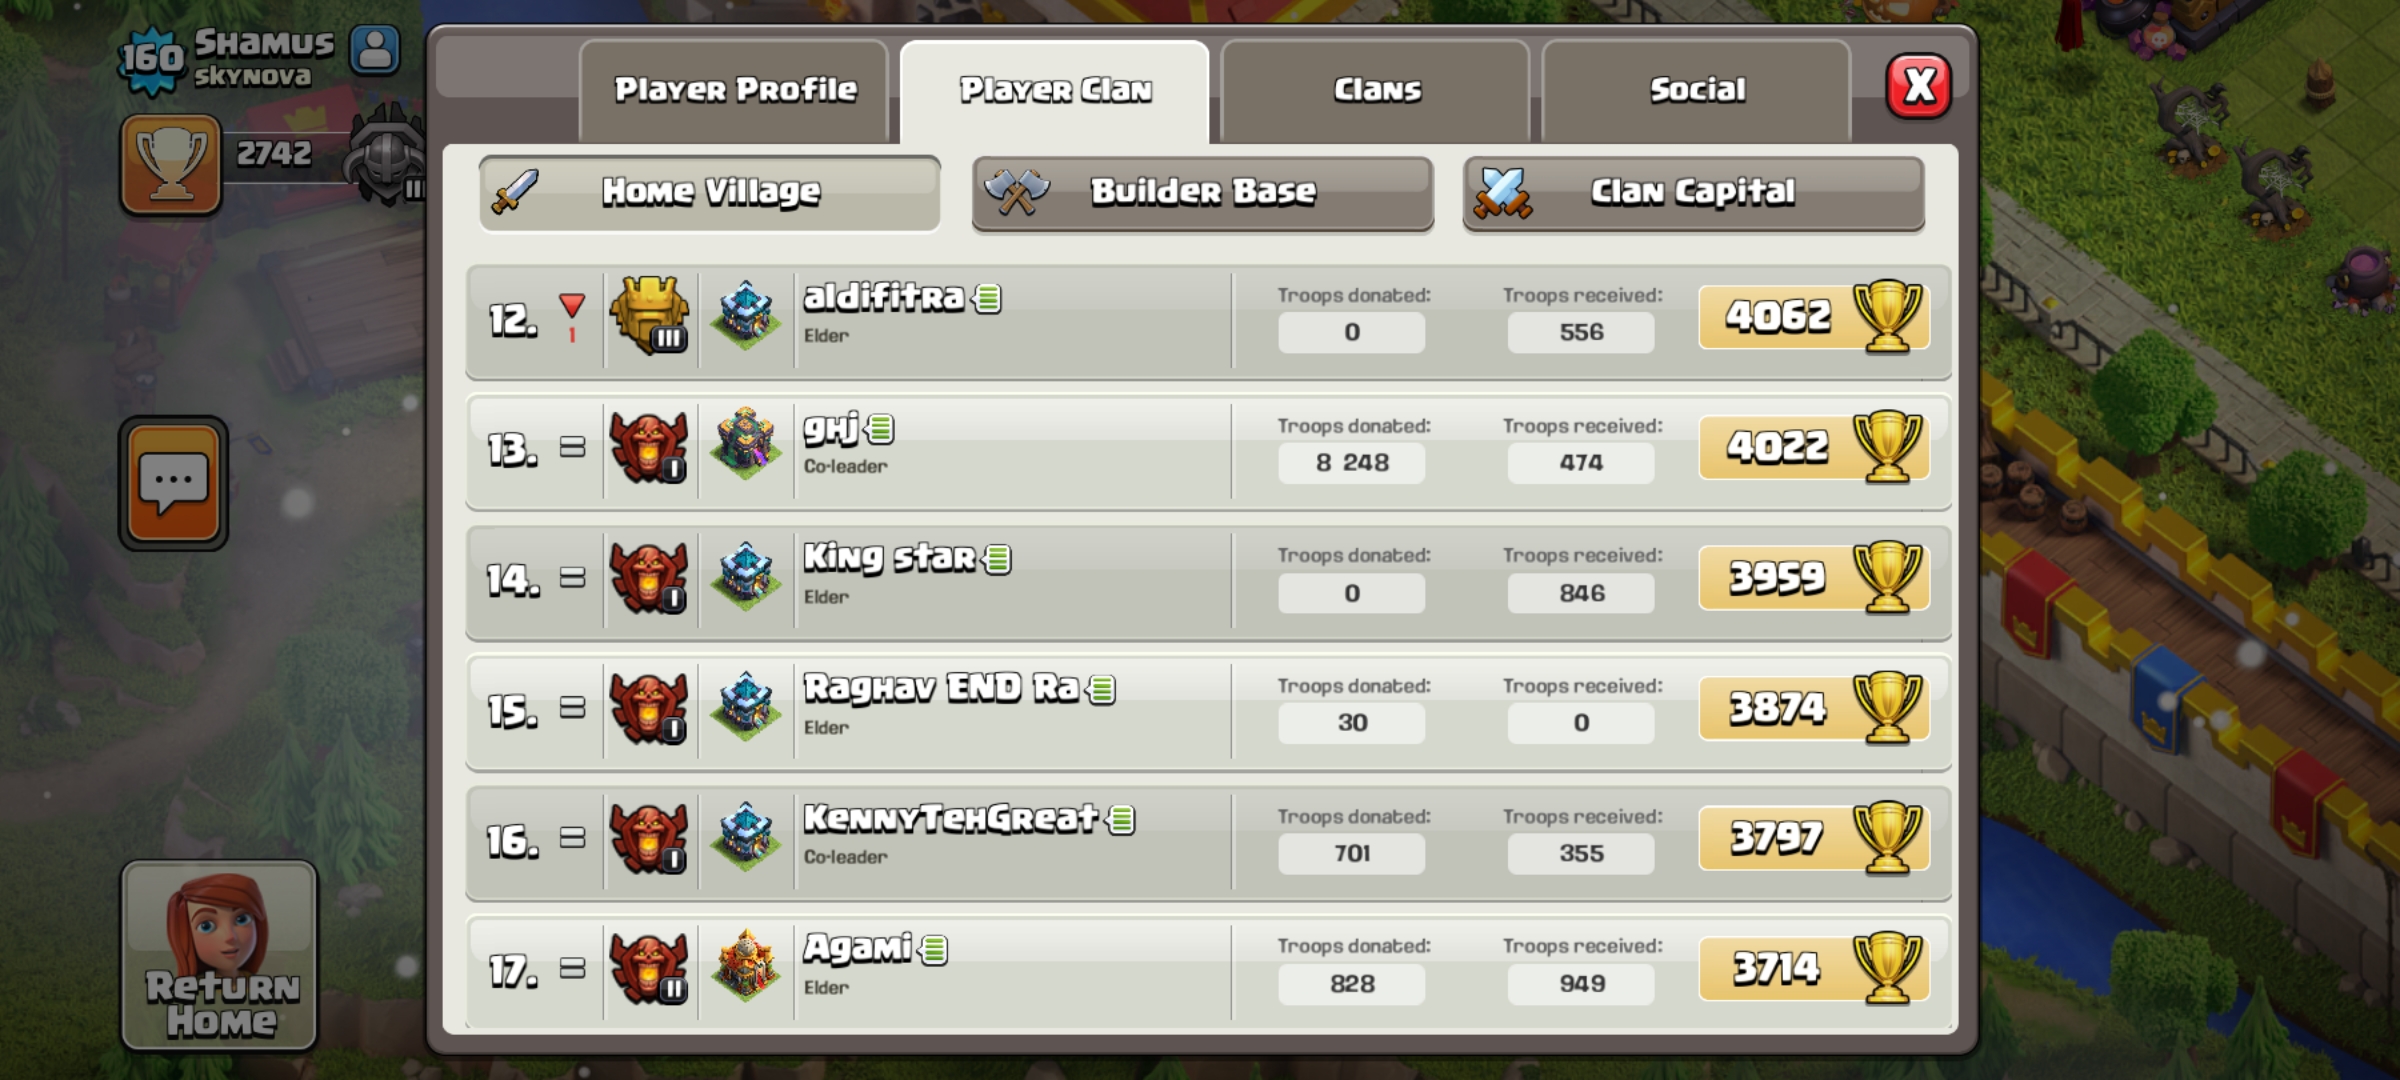 160
Shamus
skynova
2742
III
Player Profile
Player Clan
Clans
Social
X
Home Village
Builder Base
Clan Capital
12.
1
III
aldifitra
Elder
Troops donated:
0
Troops received:
556
4062
13.
=
I
gHj
Co-leader
Troops donated:
8 248
Troops received:
474
4022
14.
=
I
King star
Elder
Troops donated:
0
Troops received:
846
3959
15.
=
I
Raghav END Ra
Elder
Troops donated:
30
Troops received:
0
3874
16.
=
I
KennyTehGreat
Co-leader
Troops donated:
701
Troops received:
355
3797
17.
=
II
Agami
Elder
Troops donated:
828
Troops received:
949
3714
Return
Home